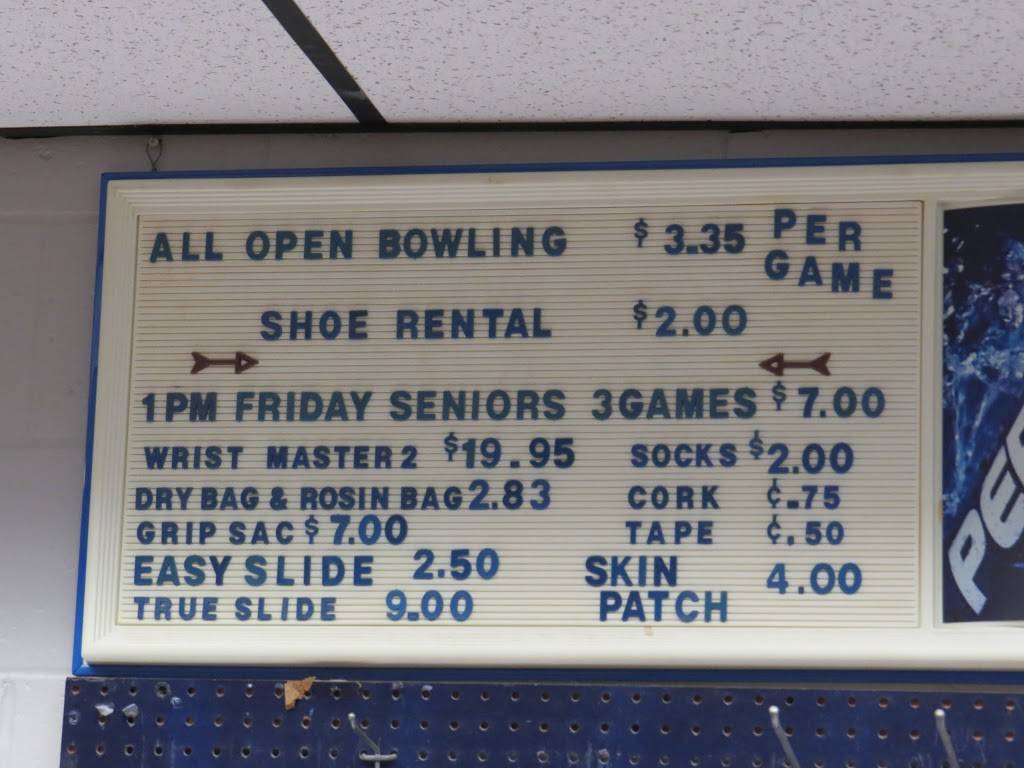 ALL OPEN BOWLING $3.35 PER GAME
SHOE RENTAL $2.00
1PM FRIDAY SENIORS 3GAMES $7.00
WRIST MASTER 2 $19.95 SOCKS $2.00
DRY BAG & ROSIN BAG 2.83 CORK ¢.75
GRIP SAC $7.00 TAPE ¢.50
EASY SLIDE 2.50 SKIN PATCH 4.00
TRUE SLIDE 9.00